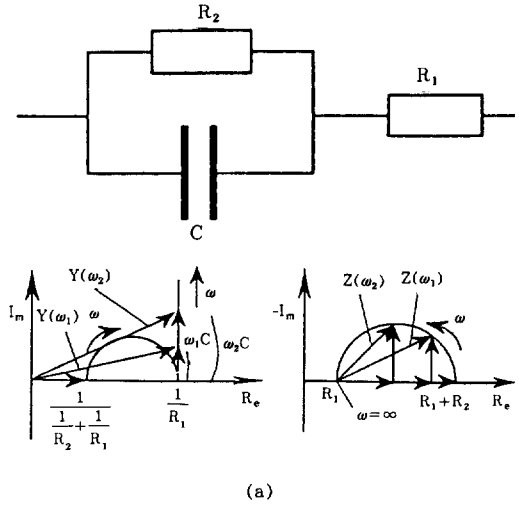 R₂
R₁
C
Y(ω₂)
Iₘ Y(ω₁) ω ω
ω₁C ω₂C
1
1/R₂ + 1/R₁
1/R₁
Rₑ
Z(ω₂) Z(ω₁)
-Iₘ ω
R₁ R₁+R₂ Rₑ
ω=∞
(a)